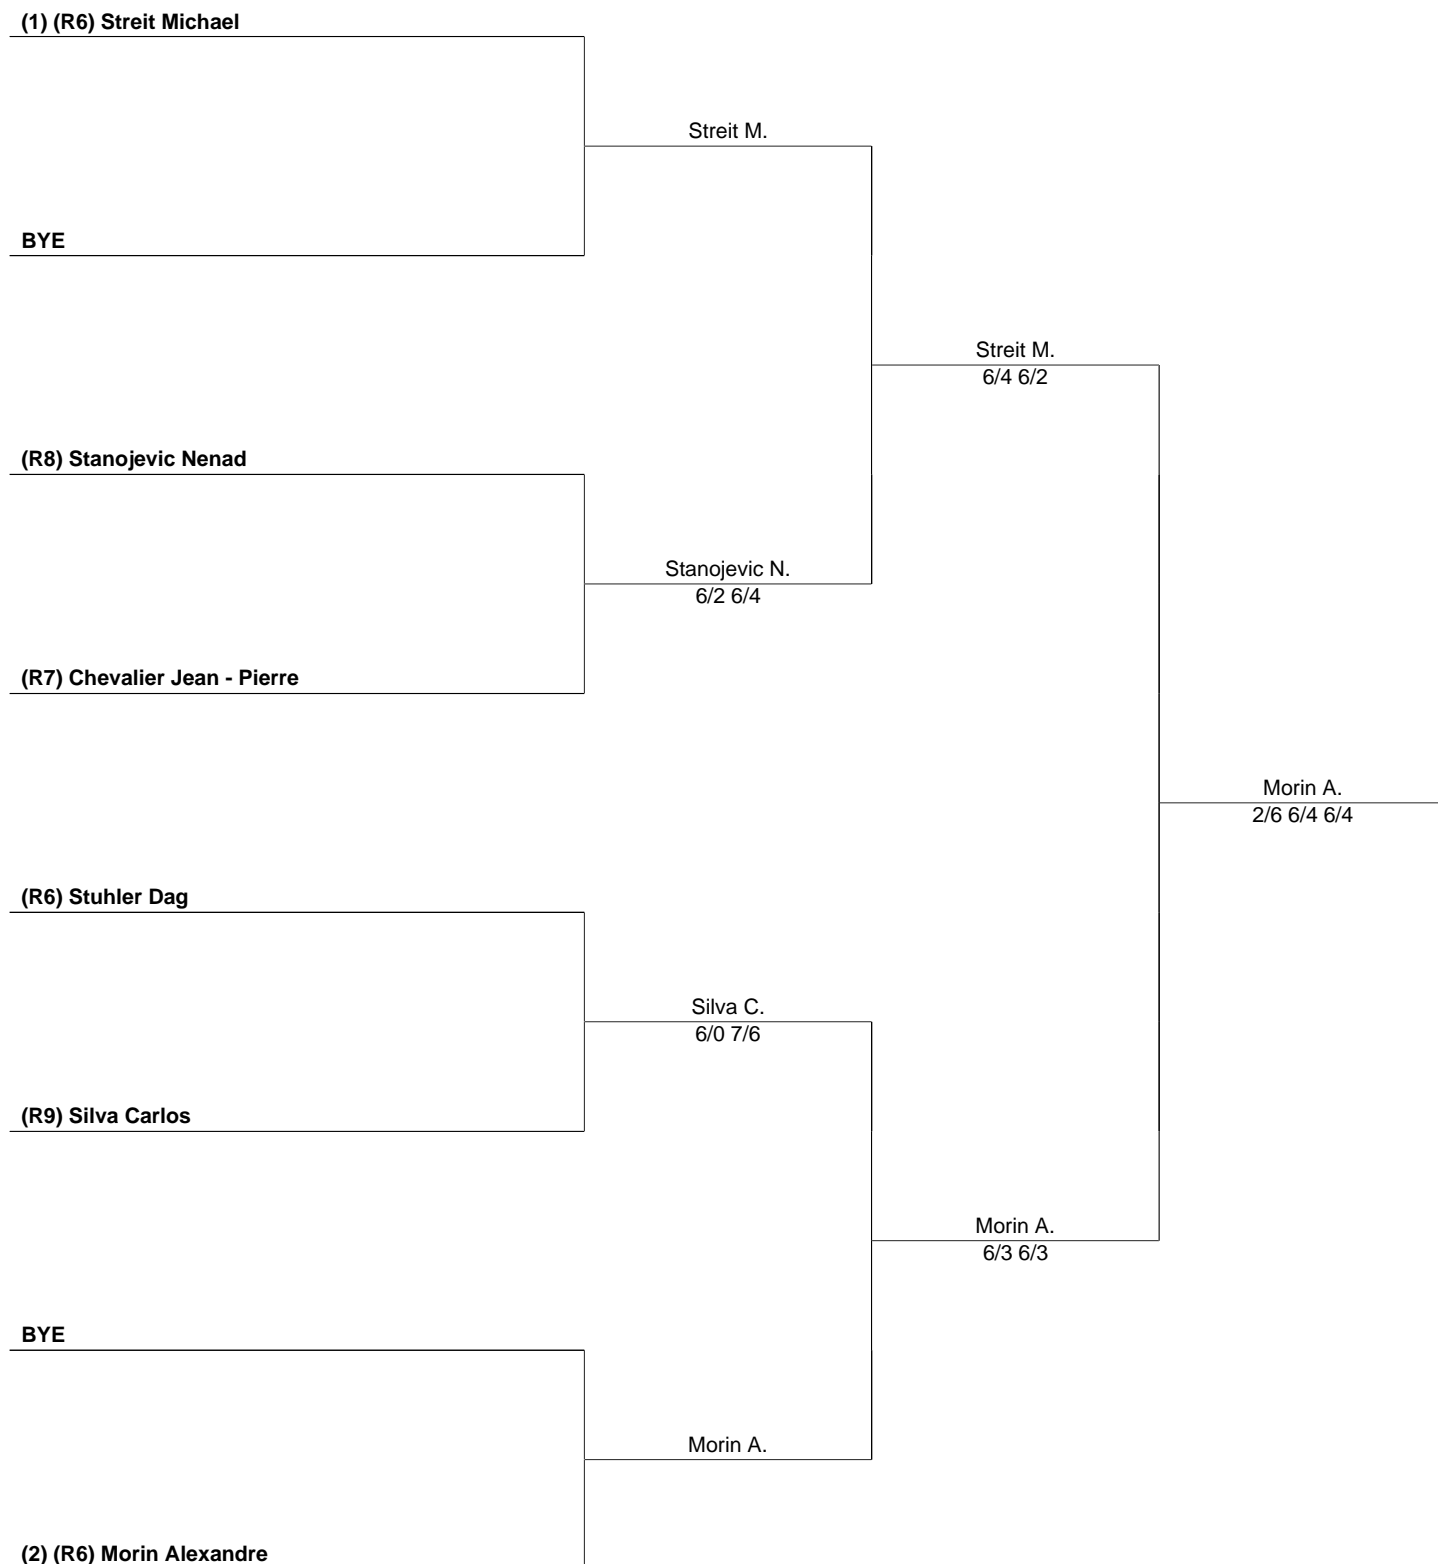 (1) (R6) Streit Michael
Streit M.
BYE
Streit M.
6/4 6/2
(R8) Stanojevic Nenad
Stanojevic N.
6/2 6/4
(R7) Chevalier Jean - Pierre
Morin A.
2/6 6/4 6/4
(R6) Stuhler Dag
Silva C.
6/0 7/6
(R9) Silva Carlos
Morin A.
6/3 6/3
BYE
Morin A.
(2) (R6) Morin Alexandre